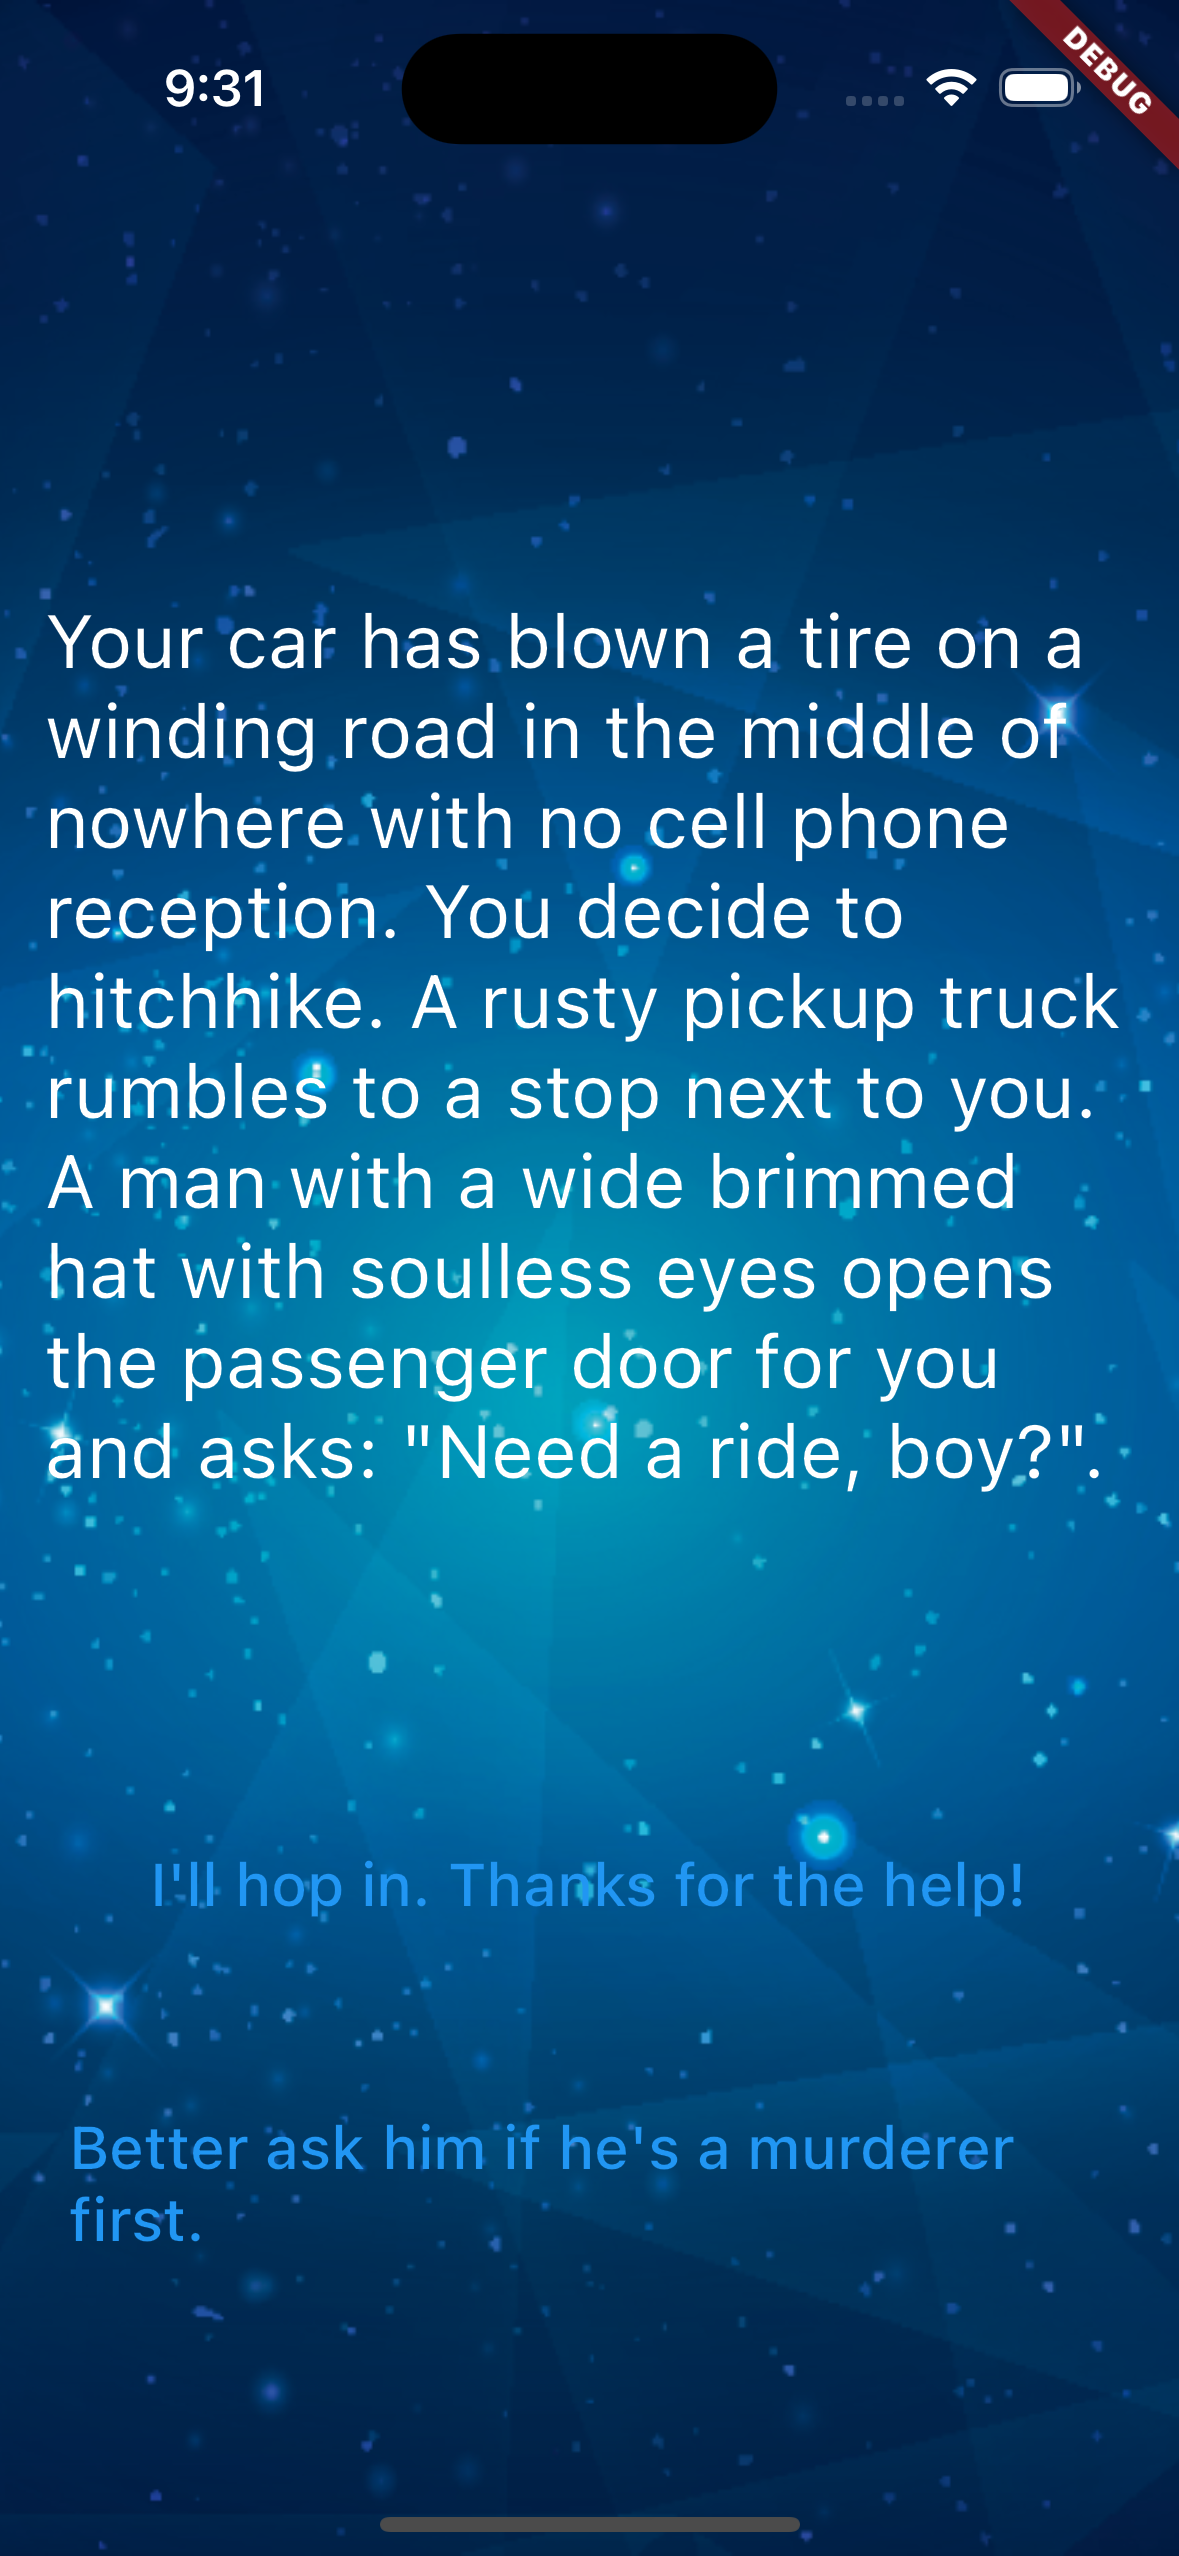 9:31
DEBUG
Your car has blown a tire on a
winding road in the middle of
nowhere with no cell phone
reception. You decide to
hitchhike. A rusty pickup truck
rumbles to a stop next to you.
A man with a wide brimmed
hat with soulless eyes opens
the passenger door for you
and asks: "Need a ride, boy?".
I'll hop in. Thanks for the help!
Better ask him if he's a murderer
first.